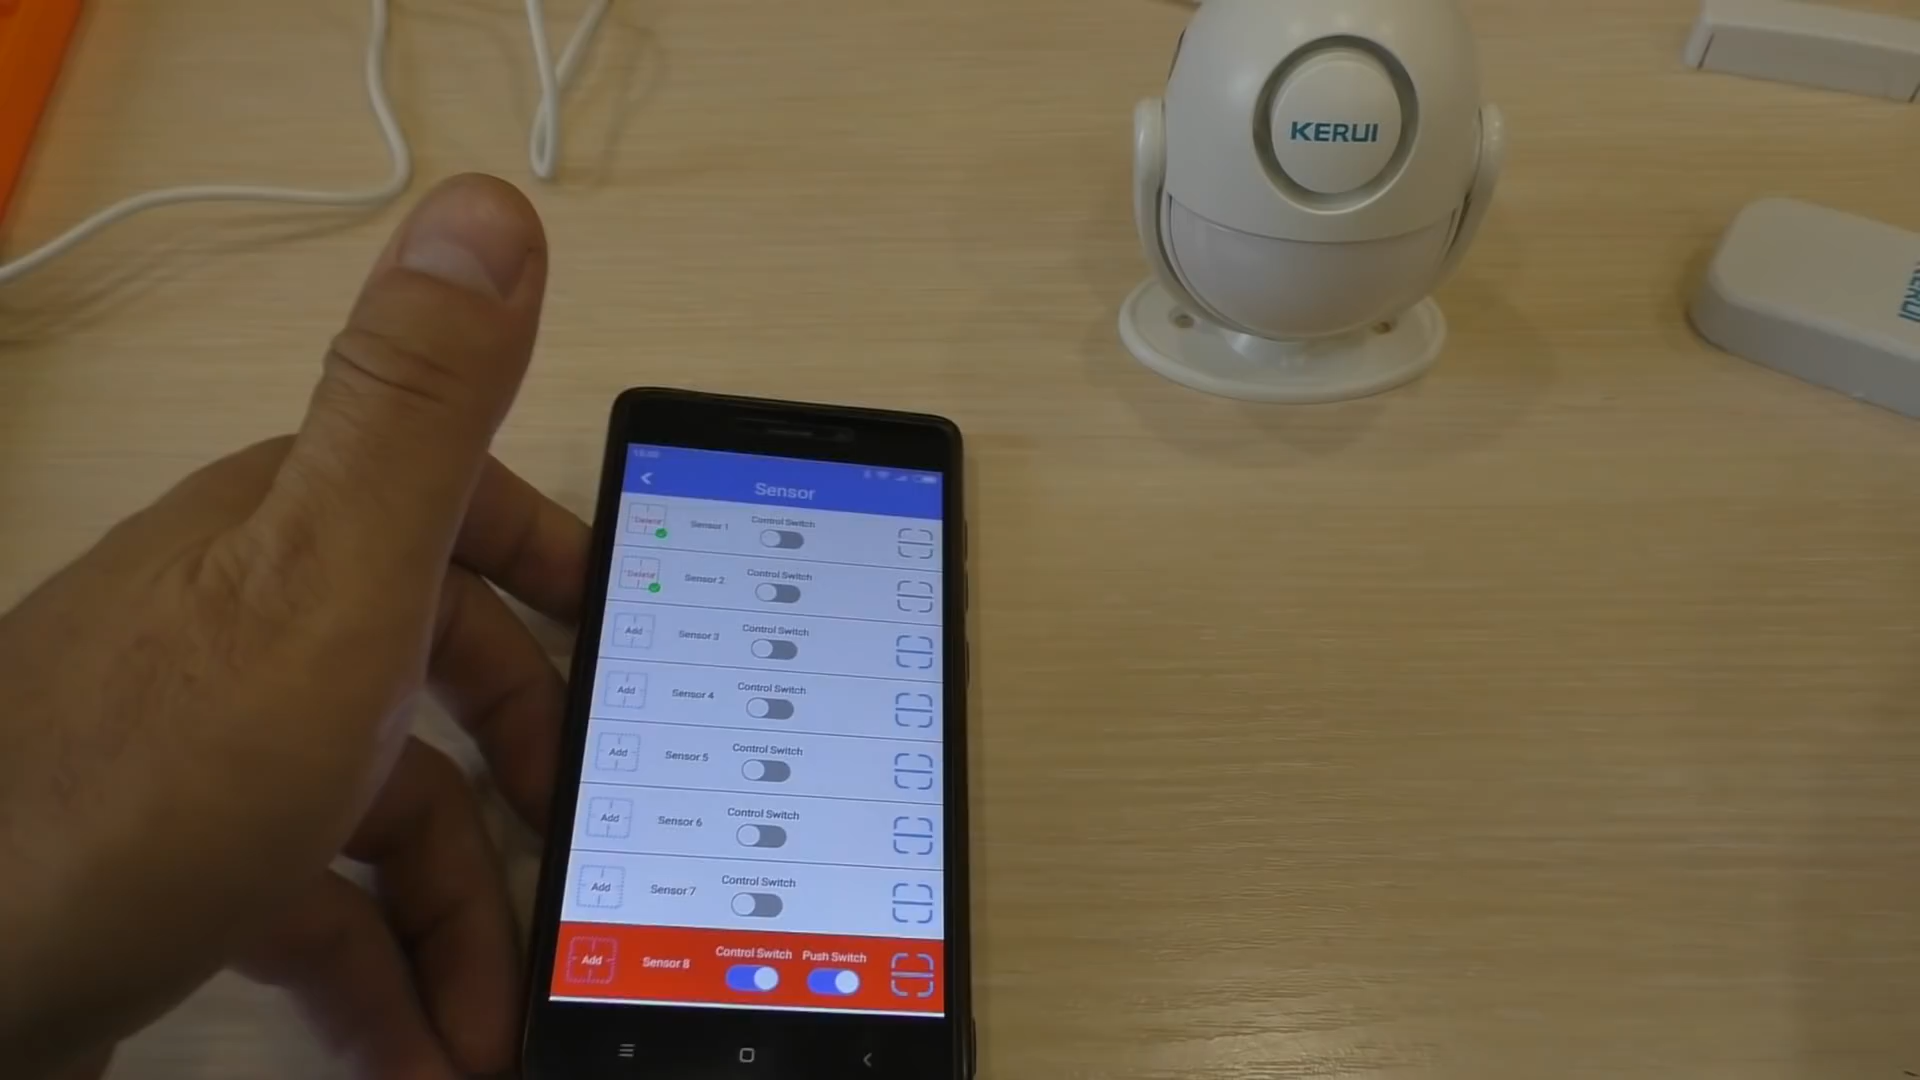 KERUI
KERUI
Sensor
Delete
Sensor 1
Control Switch
Delete
Sensor 2
Control Switch
Add
Sensor 3
Control Switch
Add
Sensor 4
Control Switch
Add
Sensor 5
Control Switch
Add
Sensor 6
Control Switch
Add
Sensor 7
Control Switch
Add
Sensor 8
Control Switch
Push Switch